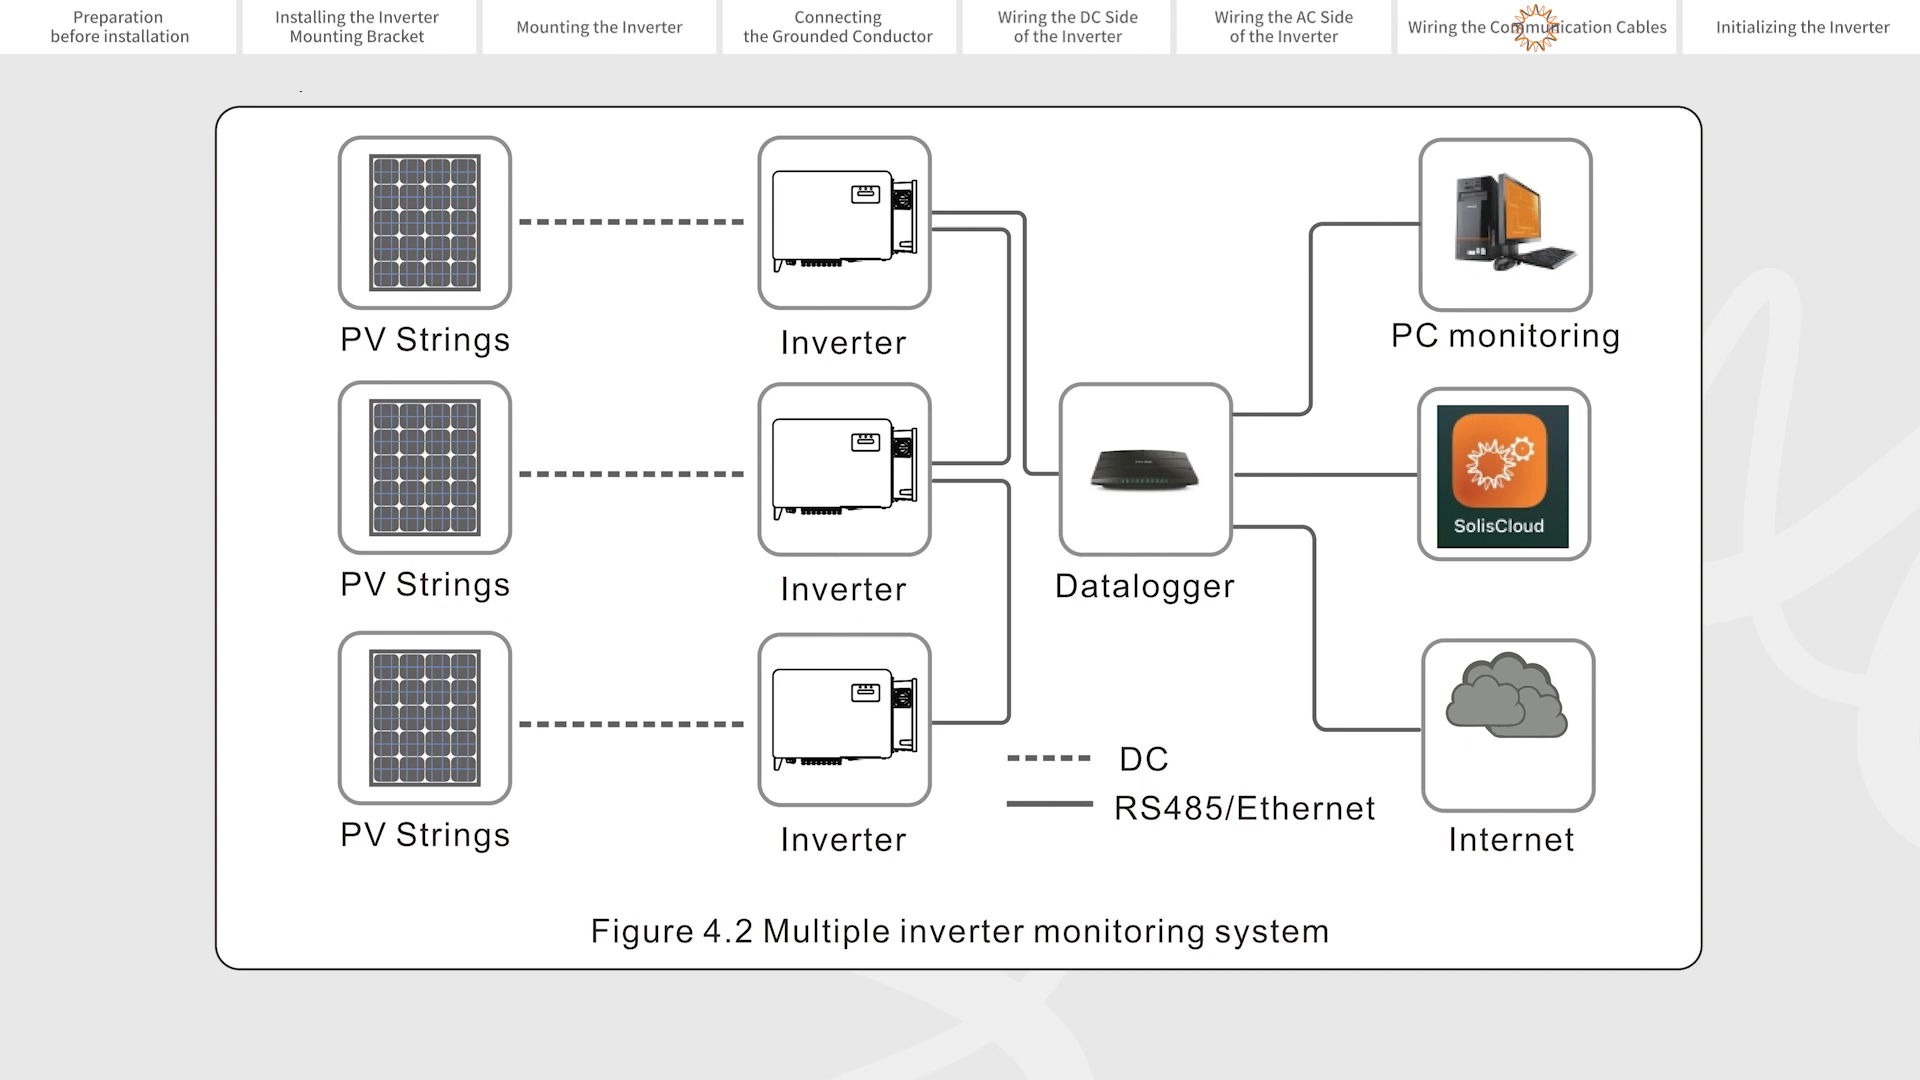 Preparation
before installation
Installing the Inverter
Mounting Bracket
Mounting the Inverter
Connecting
the Grounded Conductor
Wiring the DC Side
of the Inverter
Wiring the AC Side
of the Inverter
Wiring the Communication Cables
Initializing the Inverter
PV Strings
Inverter
PC monitoring
SolisCloud
PV Strings
Inverter
Datalogger
DC
RS485/Ethernet
PV Strings
Inverter
Internet
Figure 4.2 Multiple inverter monitoring system